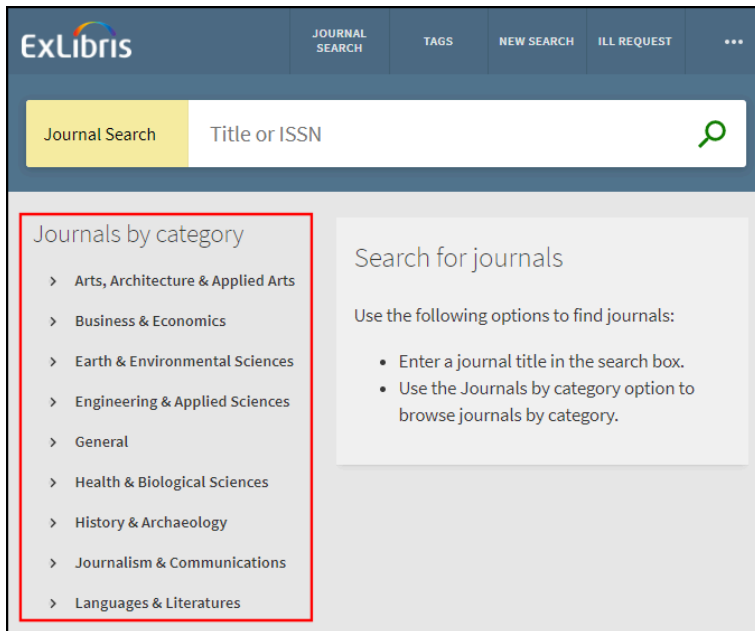 ExLibris
JOURNAL
SEARCH
TAGS
NEW SEARCH
ILL REQUEST
Journal Search
Title or ISSN
Journals by category
Arts, Architecture & Applied Arts
Business & Economics
Earth & Environmental Sciences
Engineering & Applied Sciences
General
Health & Biological Sciences
History & Archaeology
Journalism & Communications
Languages & Literatures
Search for journals
Use the following options to find journals:
• Enter a journal title in the search box.
• Use the Journals by category option to
browse journals by category.